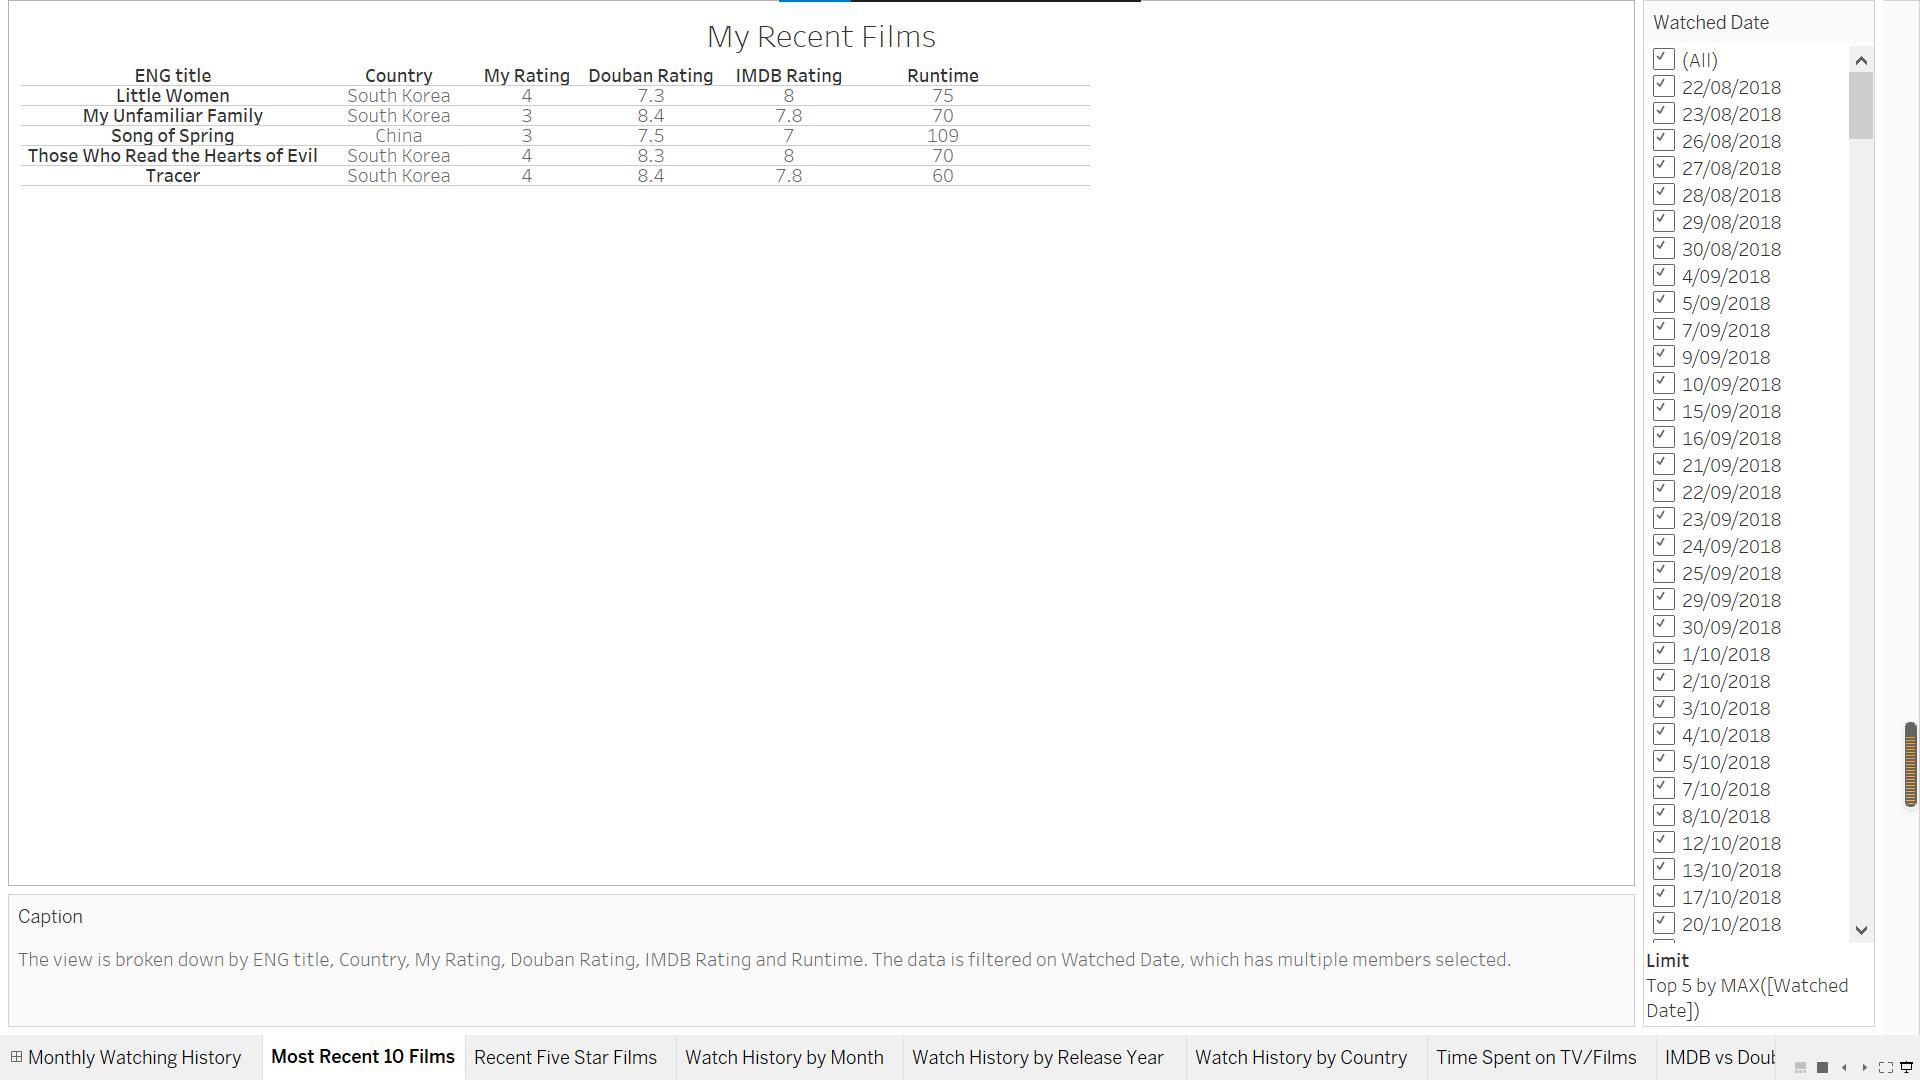 My Recent Films
ENG title Country My Rating Douban Rating IMDB Rating Runtime
Little Women South Korea 4 7.3 8 75
My Unfamiliar Family South Korea 3 8.4 7.8 70
Song of Spring China 3 7.5 7 109
Those Who Read the Hearts of Evil South Korea 4 8.3 8 70
Tracer South Korea 4 8.4 7.8 60
Caption
The view is broken down by ENG title, Country, My Rating, Douban Rating, IMDB Rating and Runtime. The data is filtered on Watched Date, which has multiple members selected.
Watched Date
(All)
22/08/2018
23/08/2018
26/08/2018
27/08/2018
28/08/2018
29/08/2018
30/08/2018
4/09/2018
5/09/2018
7/09/2018
9/09/2018
10/09/2018
15/09/2018
16/09/2018
21/09/2018
22/09/2018
23/09/2018
24/09/2018
25/09/2018
29/09/2018
30/09/2018
1/10/2018
2/10/2018
3/10/2018
4/10/2018
5/10/2018
7/10/2018
8/10/2018
12/10/2018
13/10/2018
17/10/2018
20/10/2018
Limit
Top 5 by MAX([Watched
Date])
Monthly Watching History Most Recent 10 Films Recent Five Star Films Watch History by Month Watch History by Release Year Watch History by Country Time Spent on TV/Films IMDB vs Doub